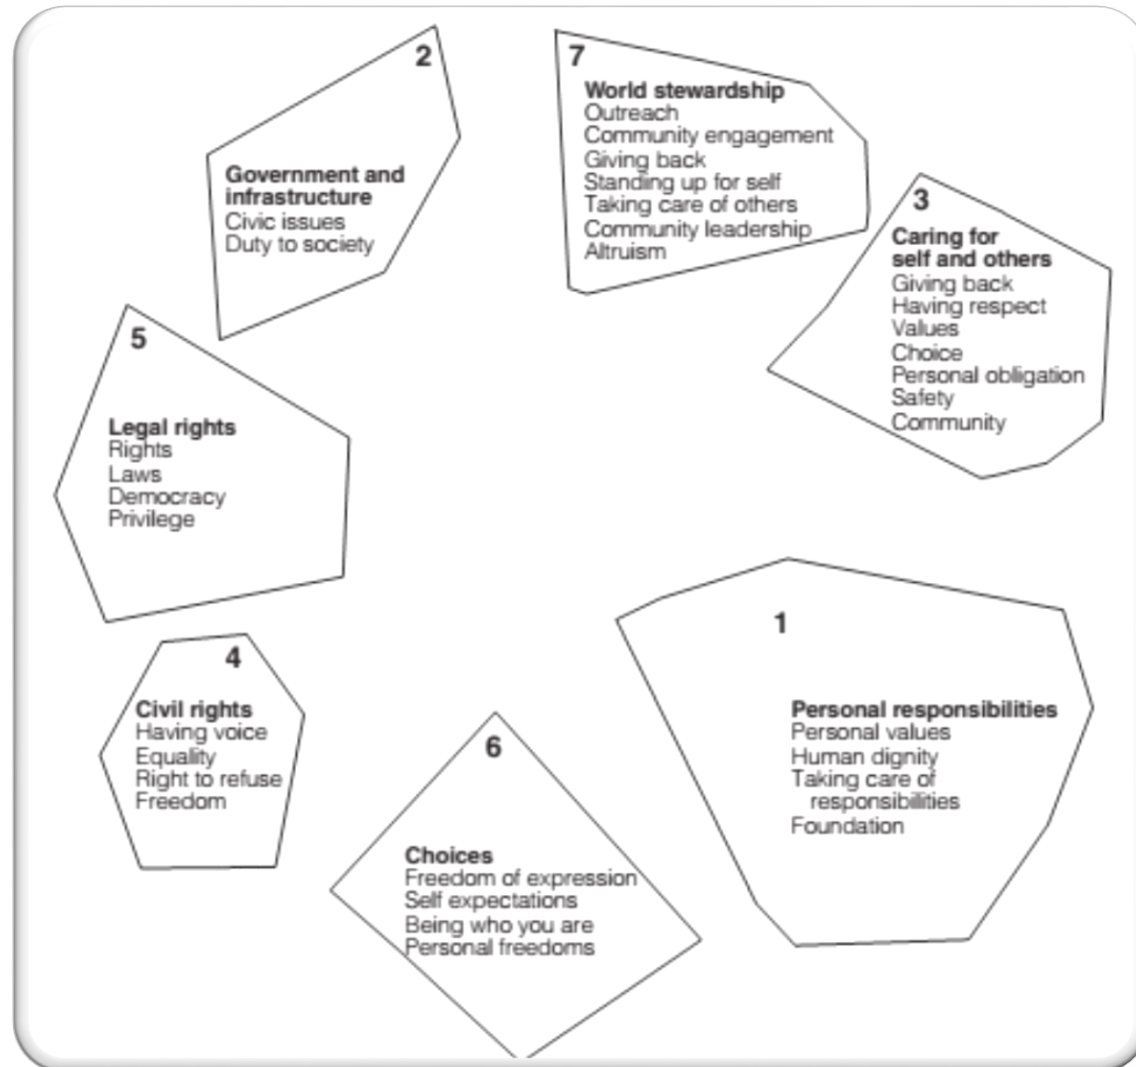 2
Government and
infrastructure
Civic issues
Duty to society
7
World stewardship
Outreach
Community engagement
Giving back
Standing up for self
Taking care of others
Community leadership
Altruism
3
Caring for
self and others
Giving back
Having respect
Values
Choice
Personal obligation
Safety
Community
5
Legal rights
Rights
Laws
Democracy
Privilege
4
Civil rights
Having voice
Equality
Right to refuse
Freedom
6
Choices
Freedom of expression
Self expectations
Being who you are
Personal freedoms
1
Personal responsibilities
Personal values
Human dignity
Taking care of
responsibillities
Foundation